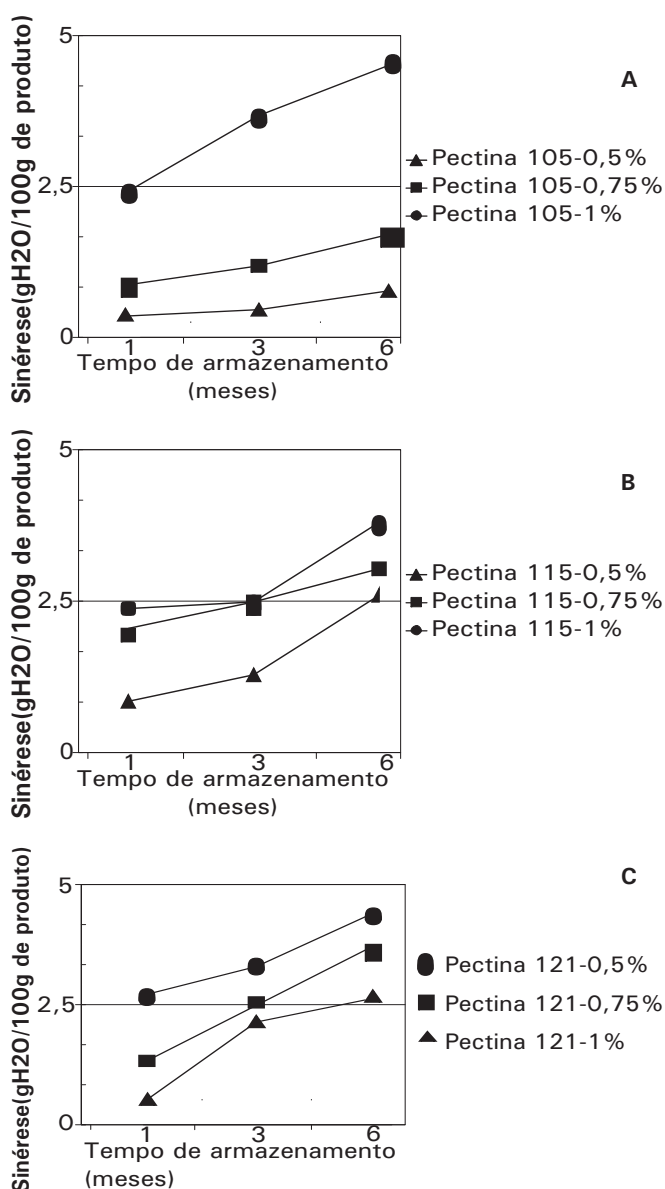 Sinérese(gH2O/100g de produto)
5
2,5
0
1 3 6
Tempo de armazenamento
(meses)
A
Pectina 105-0,5%
Pectina 105-0,75%
Pectina 105-1%
Sinérese(gH2O/100g de produto)
5
2,5
0
1 3 6
Tempo de armazenamento
(meses)
B
Pectina 115-0,5%
Pectina 115-0,75%
Pectina 115-1%
Sinérese(gH2O/100g de produto)
5
2,5
0
1 3 6
Tempo de armazenamento
(meses)
C
Pectina 121-0,5%
Pectina 121-0,75%
Pectina 121-1%